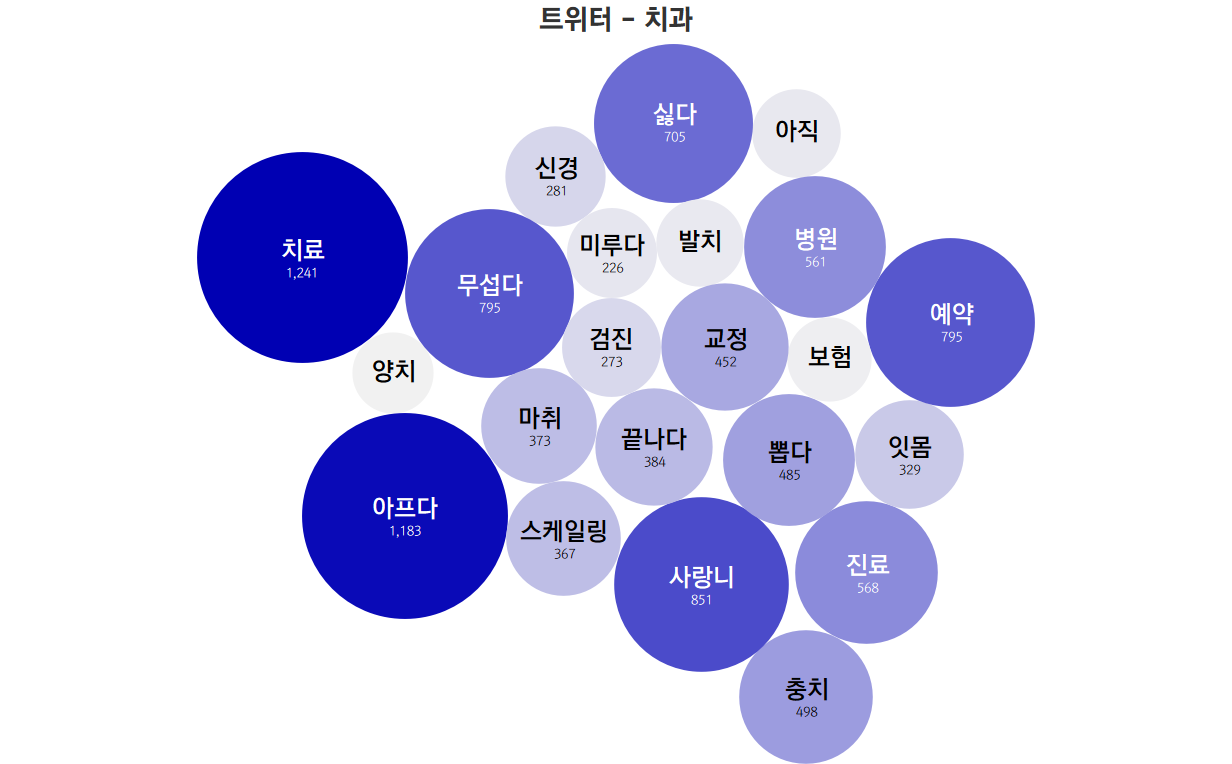 트위터 - 치과
싫다
705
아직
신경
281
치료
1,241
무섭다
795
미루다
226
발치
병원
561
예약
795
검진
273
교정
452
보험
양치
마취
373
끝나다
384
뽑다
485
잇몸
329
아프다
1,183
스케일링
367
사랑니
851
진료
568
충치
498